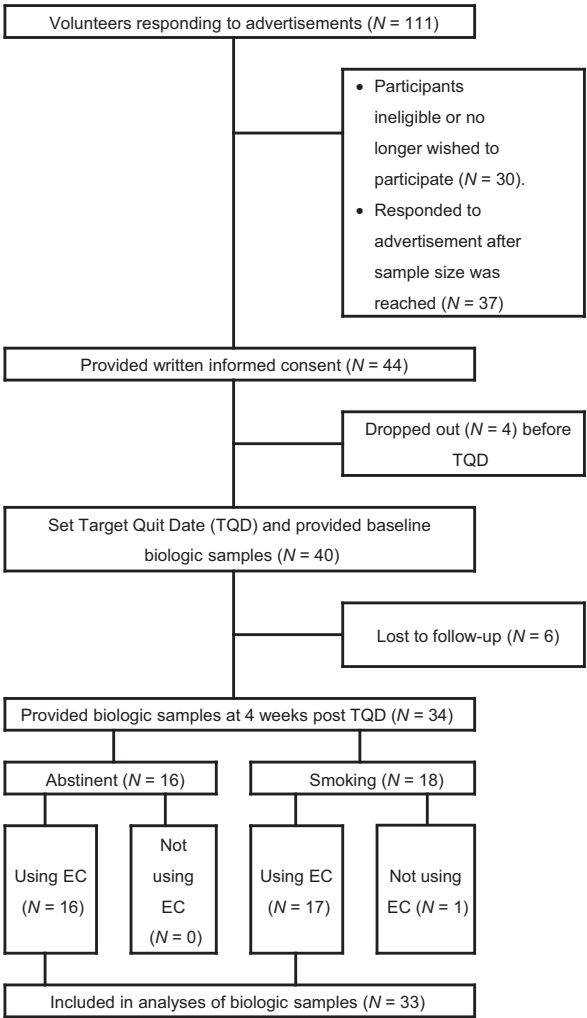 Volunteers responding to advertisements (N = 111)
• Participants
ineligible or no
longer wished to
participate (N = 30).
• Responded to
advertisement after
sample size was
reached (N = 37)
Provided written informed consent (N = 44)
Dropped out (N = 4) before
TQD
Set Target Quit Date (TQD) and provided baseline
biologic samples (N = 40)
Lost to follow-up (N = 6)
Provided biologic samples at 4 weeks post TQD (N = 34)
Abstinent (N = 16)
Smoking (N = 18)
Using EC
(N = 16)
Not
using
EC
(N = 0)
Using EC
(N = 17)
Not using
EC (N = 1)
Included in analyses of biologic samples (N = 33)